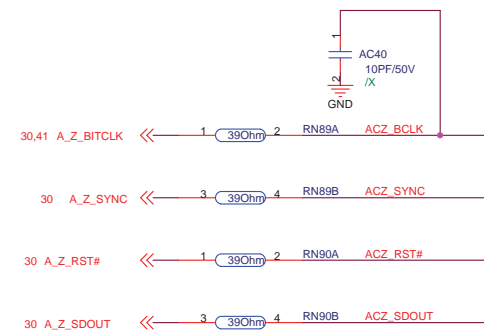 1
AC40
10PF/50V
2
/X
GND
30,41 A_Z_BITCLK 1 39Ohm 2 RN89A ACZ_BCLK
30 A_Z_SYNC 3 39Ohm 4 RN89B ACZ_SYNC
30 A_Z_RST# 1 39Ohm 2 RN90A ACZ_RST#
30 A_Z_SDOUT 3 39Ohm 4 RN90B ACZ_SDOUT